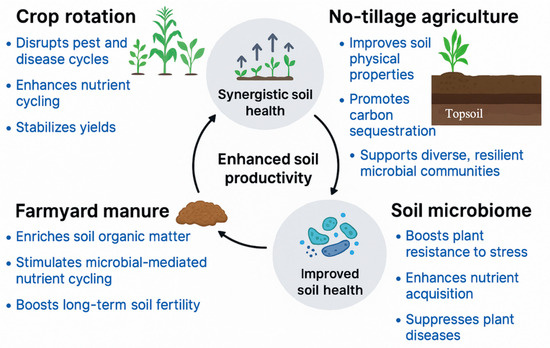 Crop rotation
• Disrupts pest and
disease cycles
• Enhances nutrient
cycling
• Stabilizes yields
Synergistic soil
health
No-tillage agriculture
• Improves soil
physical
properties
• Promotes
carbon
sequestration
• Supports diverse, resilient
microbial communities
Topsoil
Enhanced soil
productivity
Farmyard manure
• Enriches soil organic matter
• Stimulates microbial-mediated
nutrient cycling
• Boosts long-term soil fertility
Improved
soil health
Soil microbiome
• Boosts plant
resistance to stress
• Enhances nutrient
acquisition
• Suppresses plant
diseases